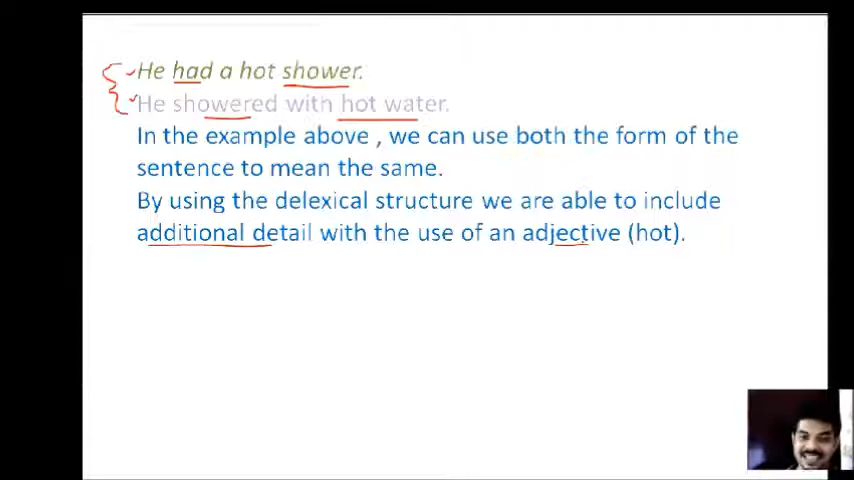 He had a hot shower.
He showered with hot water.
In the example above , we can use both the form of the
sentence to mean the same.
By using the delexical structure we are able to include
additional detail with the use of an adjective (hot).